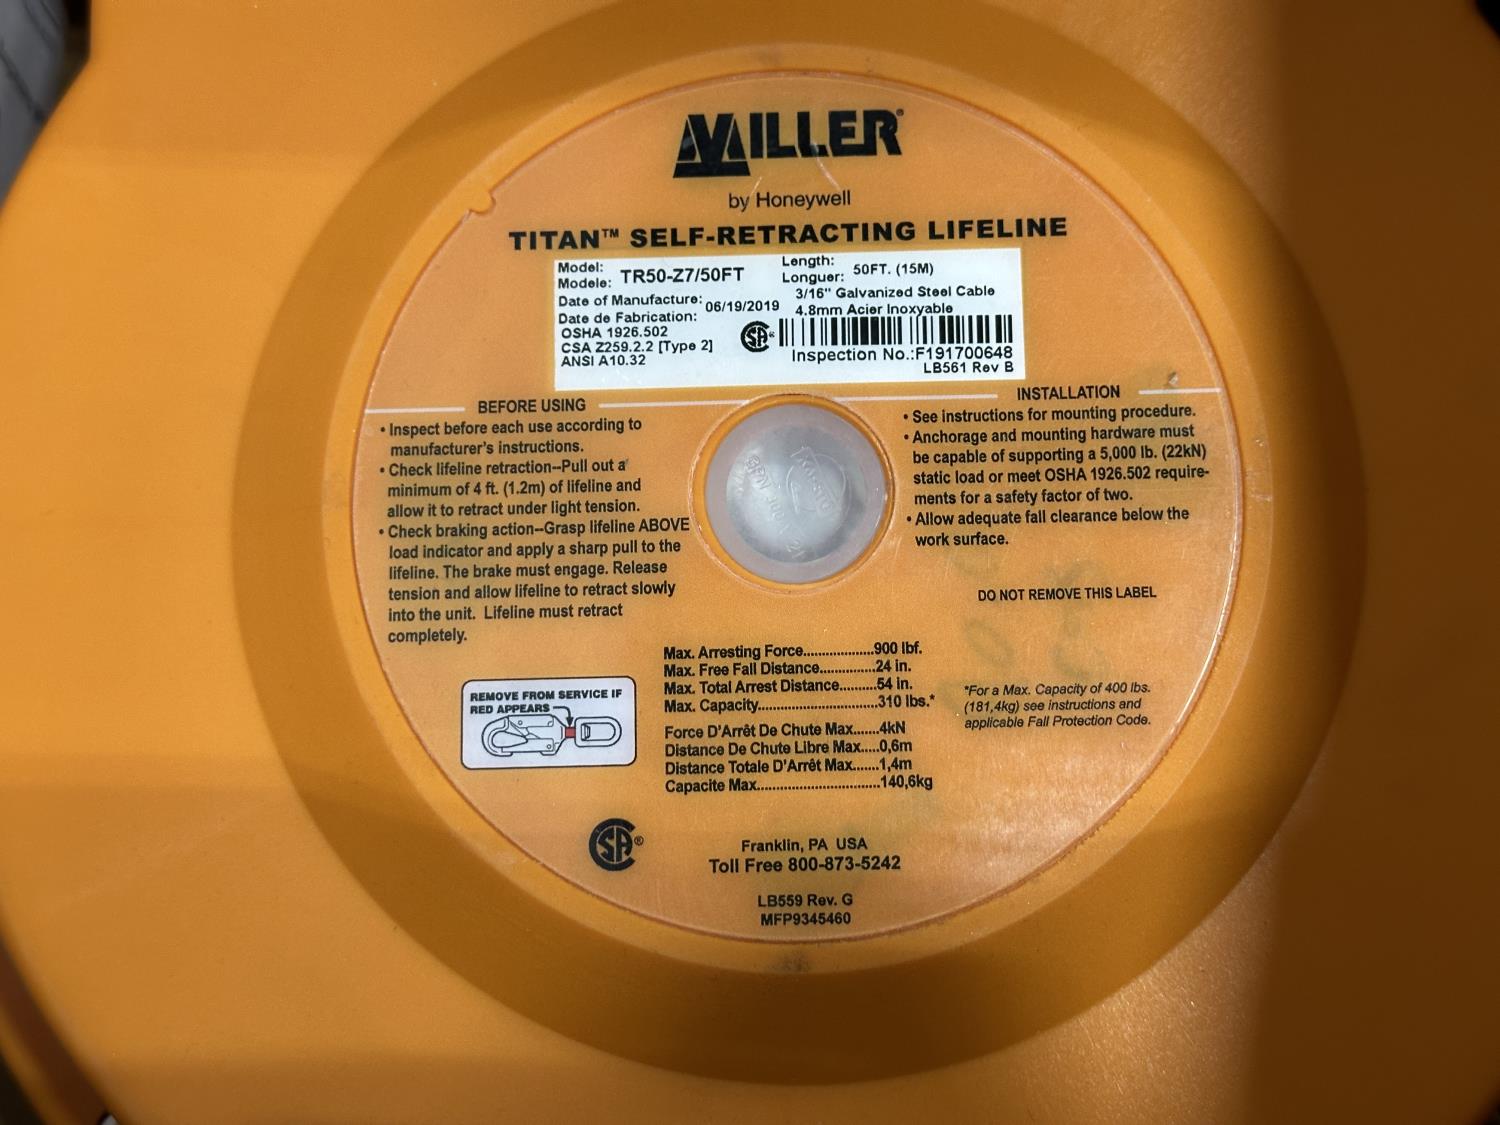 MILLER®
by Honeywell
TITAN™ SELF-RETRACTING LIFELINE
Model: TR50-Z7/50FT
Modele:
Length: 50FT. (15M)
Longuer:
Date of Manufacture: 06/19/2019
Date de Fabrication:
3/16" Galvanized Steel Cable
4.8mm Acier Inoxyable
OSHA 1926.502
CSA Z259.2.2 [Type 2]
ANSI A10.32
Inspection No.:F191700648
LB561 Rev B
BEFORE USING
• Inspect before each use according to
manufacturer's instructions.
• Check lifeline retraction--Pull out a
minimum of 4 ft. (1.2m) of lifeline and
allow it to retract under light tension.
• Check braking action--Grasp lifeline ABOVE
load indicator and apply a sharp pull to the
lifeline. The brake must engage. Release
tension and allow lifeline to retract slowly
into the unit. Lifeline must retract
completely.
INSTALLATION
• See instructions for mounting procedure.
• Anchorage and mounting hardware must
be capable of supporting a 5,000 lb. (22kN)
static load or meet OSHA 1926.502 require-
ments for a safety factor of two.
• Allow adequate fall clearance below the
work surface.
DO NOT REMOVE THIS LABEL
REMOVE FROM SERVICE IF
RED APPEARS
Max. Arresting Force...................900 lbf.
Max. Free Fall Distance...............24 in.
Max. Total Arrest Distance..........54 in.
Max. Capacity................................310 lbs.*
Force D'Arrêt De Chute Max.......4kN
Distance De Chute Libre Max.....0,6m
Distance Totale D'Arrêt Max.......1,4m
Capacite Max................................140,6kg
*For a Max. Capacity of 400 lbs.
(181,4kg) see instructions and
applicable Fall Protection Code.
SA®
Franklin, PA USA
Toll Free 800-873-5242
LB559 Rev. G
MFP9345460